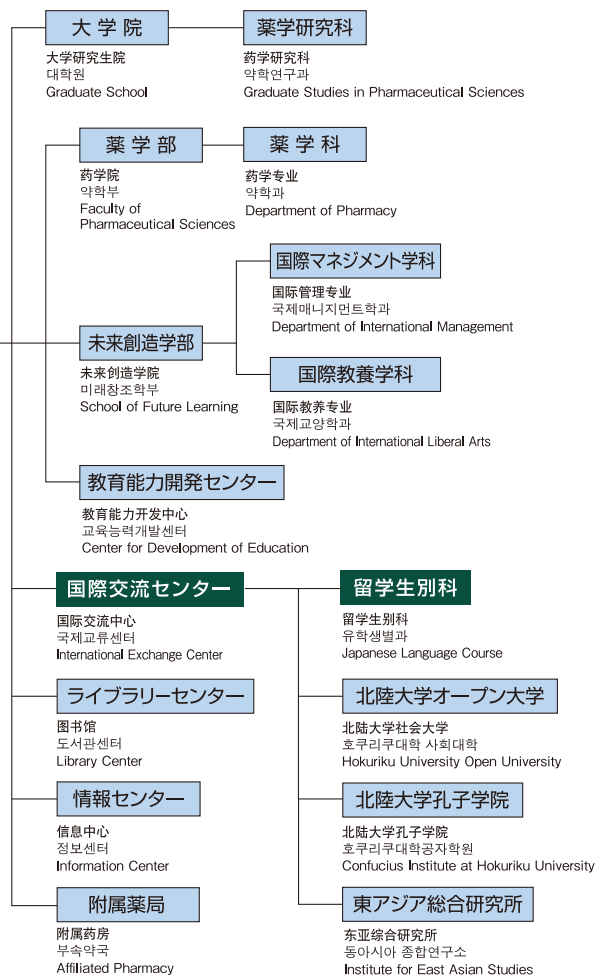 大学院
大学研究生院
대학원
Graduate School
薬学研究科
药学研究科
약학연구과
Graduate Studies in Pharmaceutical Sciences
薬学部
药学院
약학부
Faculty of
Pharmaceutical Sciences
薬学科
药学专业
약학과
Department of Pharmacy
国際マネジメント学科
国际管理专业
국제매니지먼트학과
Department of International Management
未来創造学部
未来创造学院
미래창조학부
School of Future Learning
国際教養学科
国际教养专业
국제교양학과
Department of International Liberal Arts
教育能力開発センター
教育能力开发中心
교육능력개발센터
Center for Development of Education
国際交流センター
国际交流中心
국제교류센터
International Exchange Center
留学生別科
留学生别科
유학생별과
Japanese Language Course
ライブラリーセンター
图书馆
도서관센터
Library Center
北陸大学オープン大学
北陆大学社会大学
호쿠리쿠대학 사회대학
Hokuriku University Open University
情報センター
信息中心
정보센터
Information Center
北陸大学孔子学院
北陆大学孔子学院
호쿠리쿠대학공자학원
Confucius Institute at Hokuriku University
附属薬局
附属药房
부속약국
Affiliated Pharmacy
東アジア総合研究所
东亚综合研究所
동아시아 종합연구소
Institute for East Asian Studies